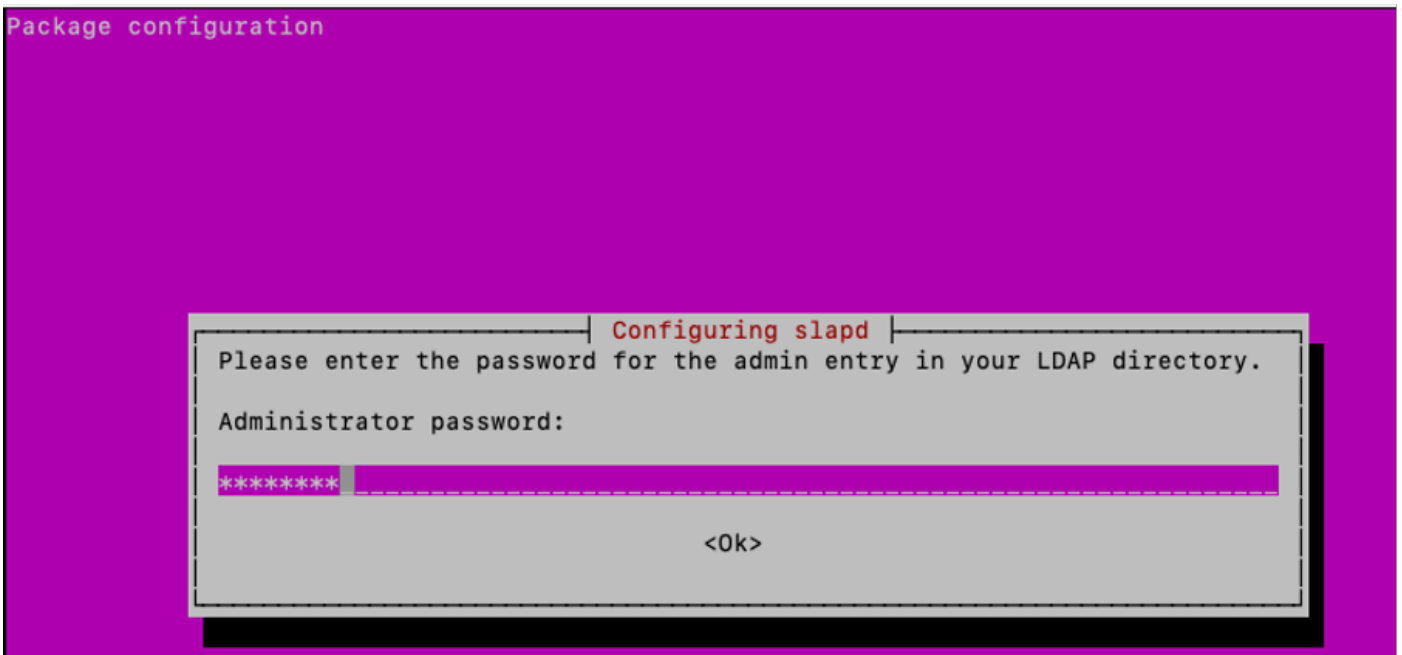 Package configuration
Configuring slapd
Please enter the password for the admin entry in your LDAP directory.
Administrator password:
********
<Ok>